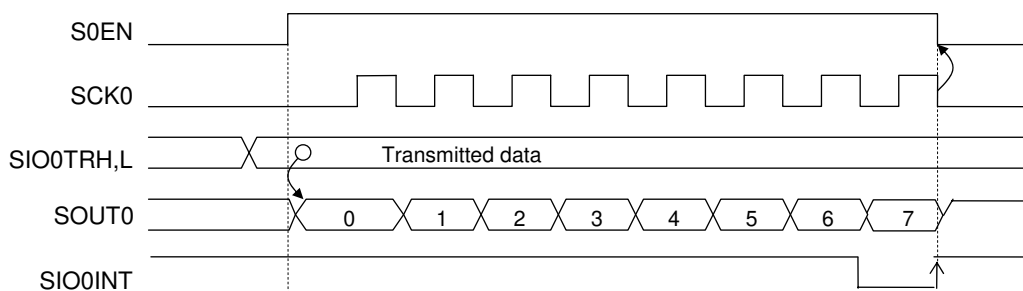 S0EN
SCK0
SIO0TRH,L Transmitted data
SOUT0 0 1 2 3 4 5 6 7
SIO0INT